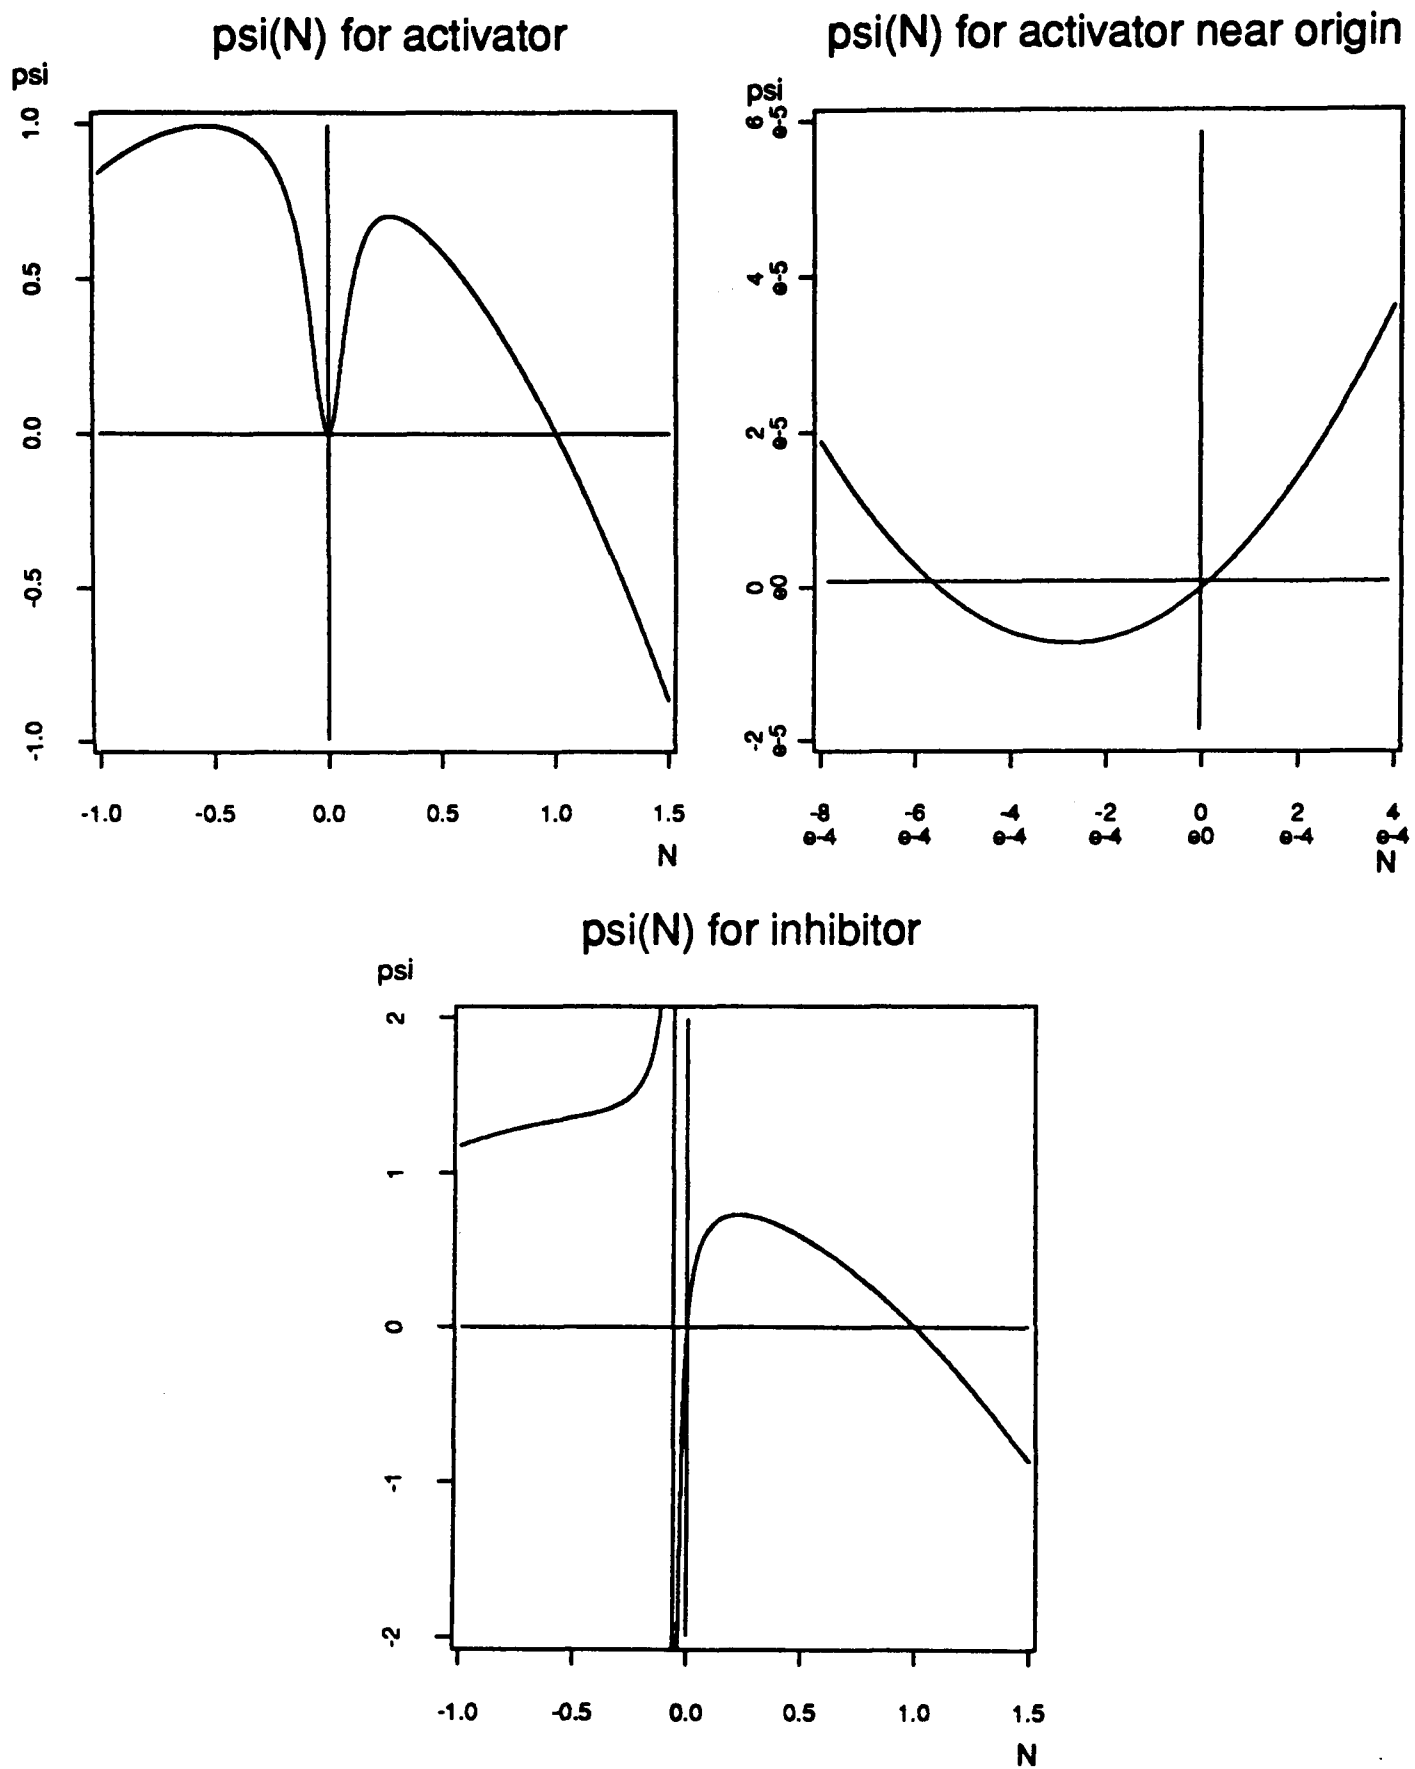 psi(N) for activator
psi
1.0
0.5
0.0
-0.5
-1.0
-1.0 -0.5 0.0 0.5 1.0 1.5
N
psi(N) for activator near origin
psi
6 e-5
4 e-5
2 e-5
0 e0
-2 e-5
-8 -6 -4 -2 0 2 4
e-4 e-4 e-4 e-4 e0 e-4 e-4
N
psi(N) for inhibitor
psi
2
1
0
-1
-2
-1.0 -0.5 0.0 0.5 1.0 1.5
N